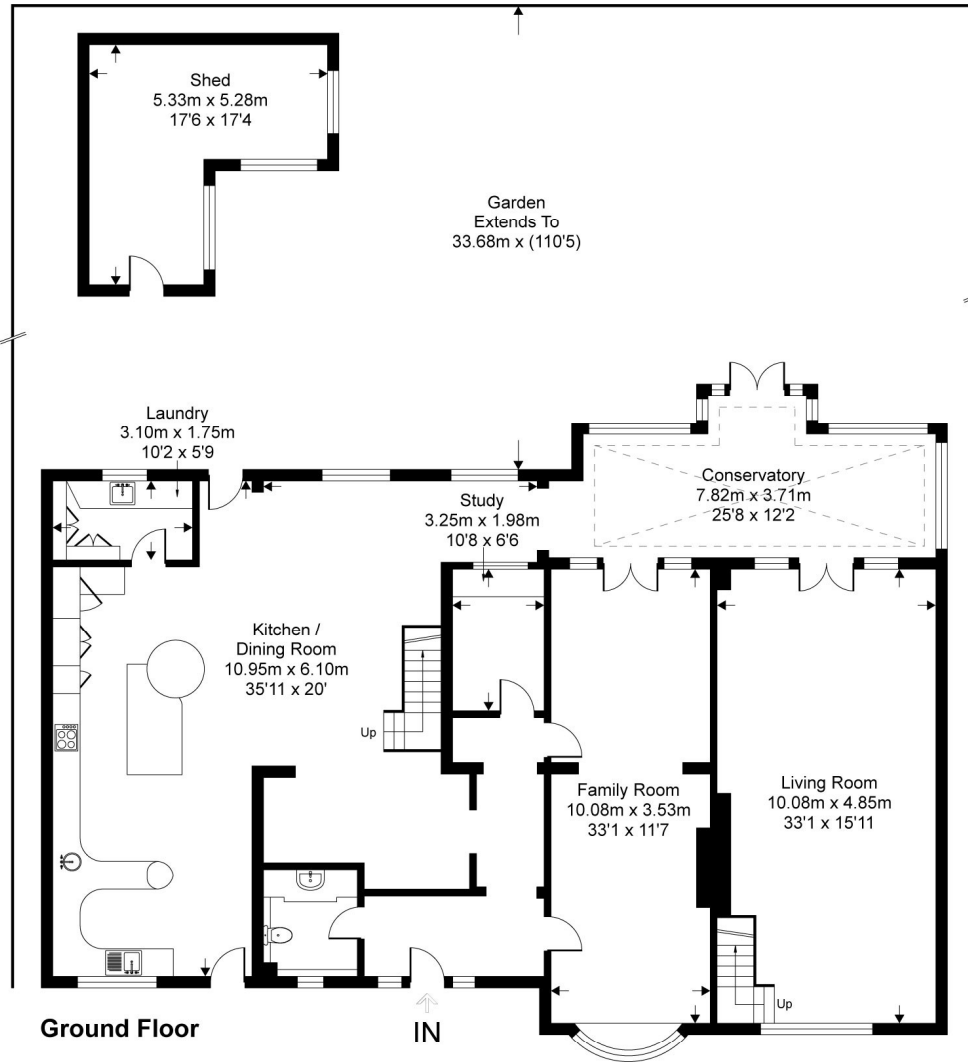 Shed
5.33m x 5.28m
17'6 x 17'4
Garden
Extends To
33.68m x (110'5)
Laundry
3.10m x 1.75m
10'2 x 5'9
Study
3.25m x 1.98m
10'8 x 6'6
Conservatory
7.82m x 3.71m
25'8 x 12'2
Kitchen /
Dining Room
10.95m x 6.10m
35'11 x 20'
Up
Family Room
10.08m x 3.53m
33'1 x 11'7
Living Room
10.08m x 4.85m
33'1 x 15'11
Up
Ground Floor
IN